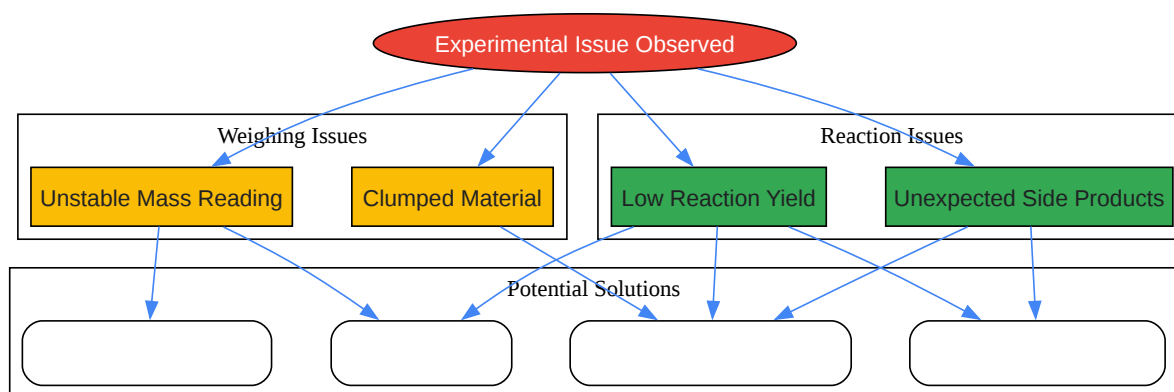 Experimental Issue Observed
Weighing Issues
Reaction Issues
Unstable Mass Reading
Clumped Material
Low Reaction Yield
Unexpected Side Products
Potential Solutions